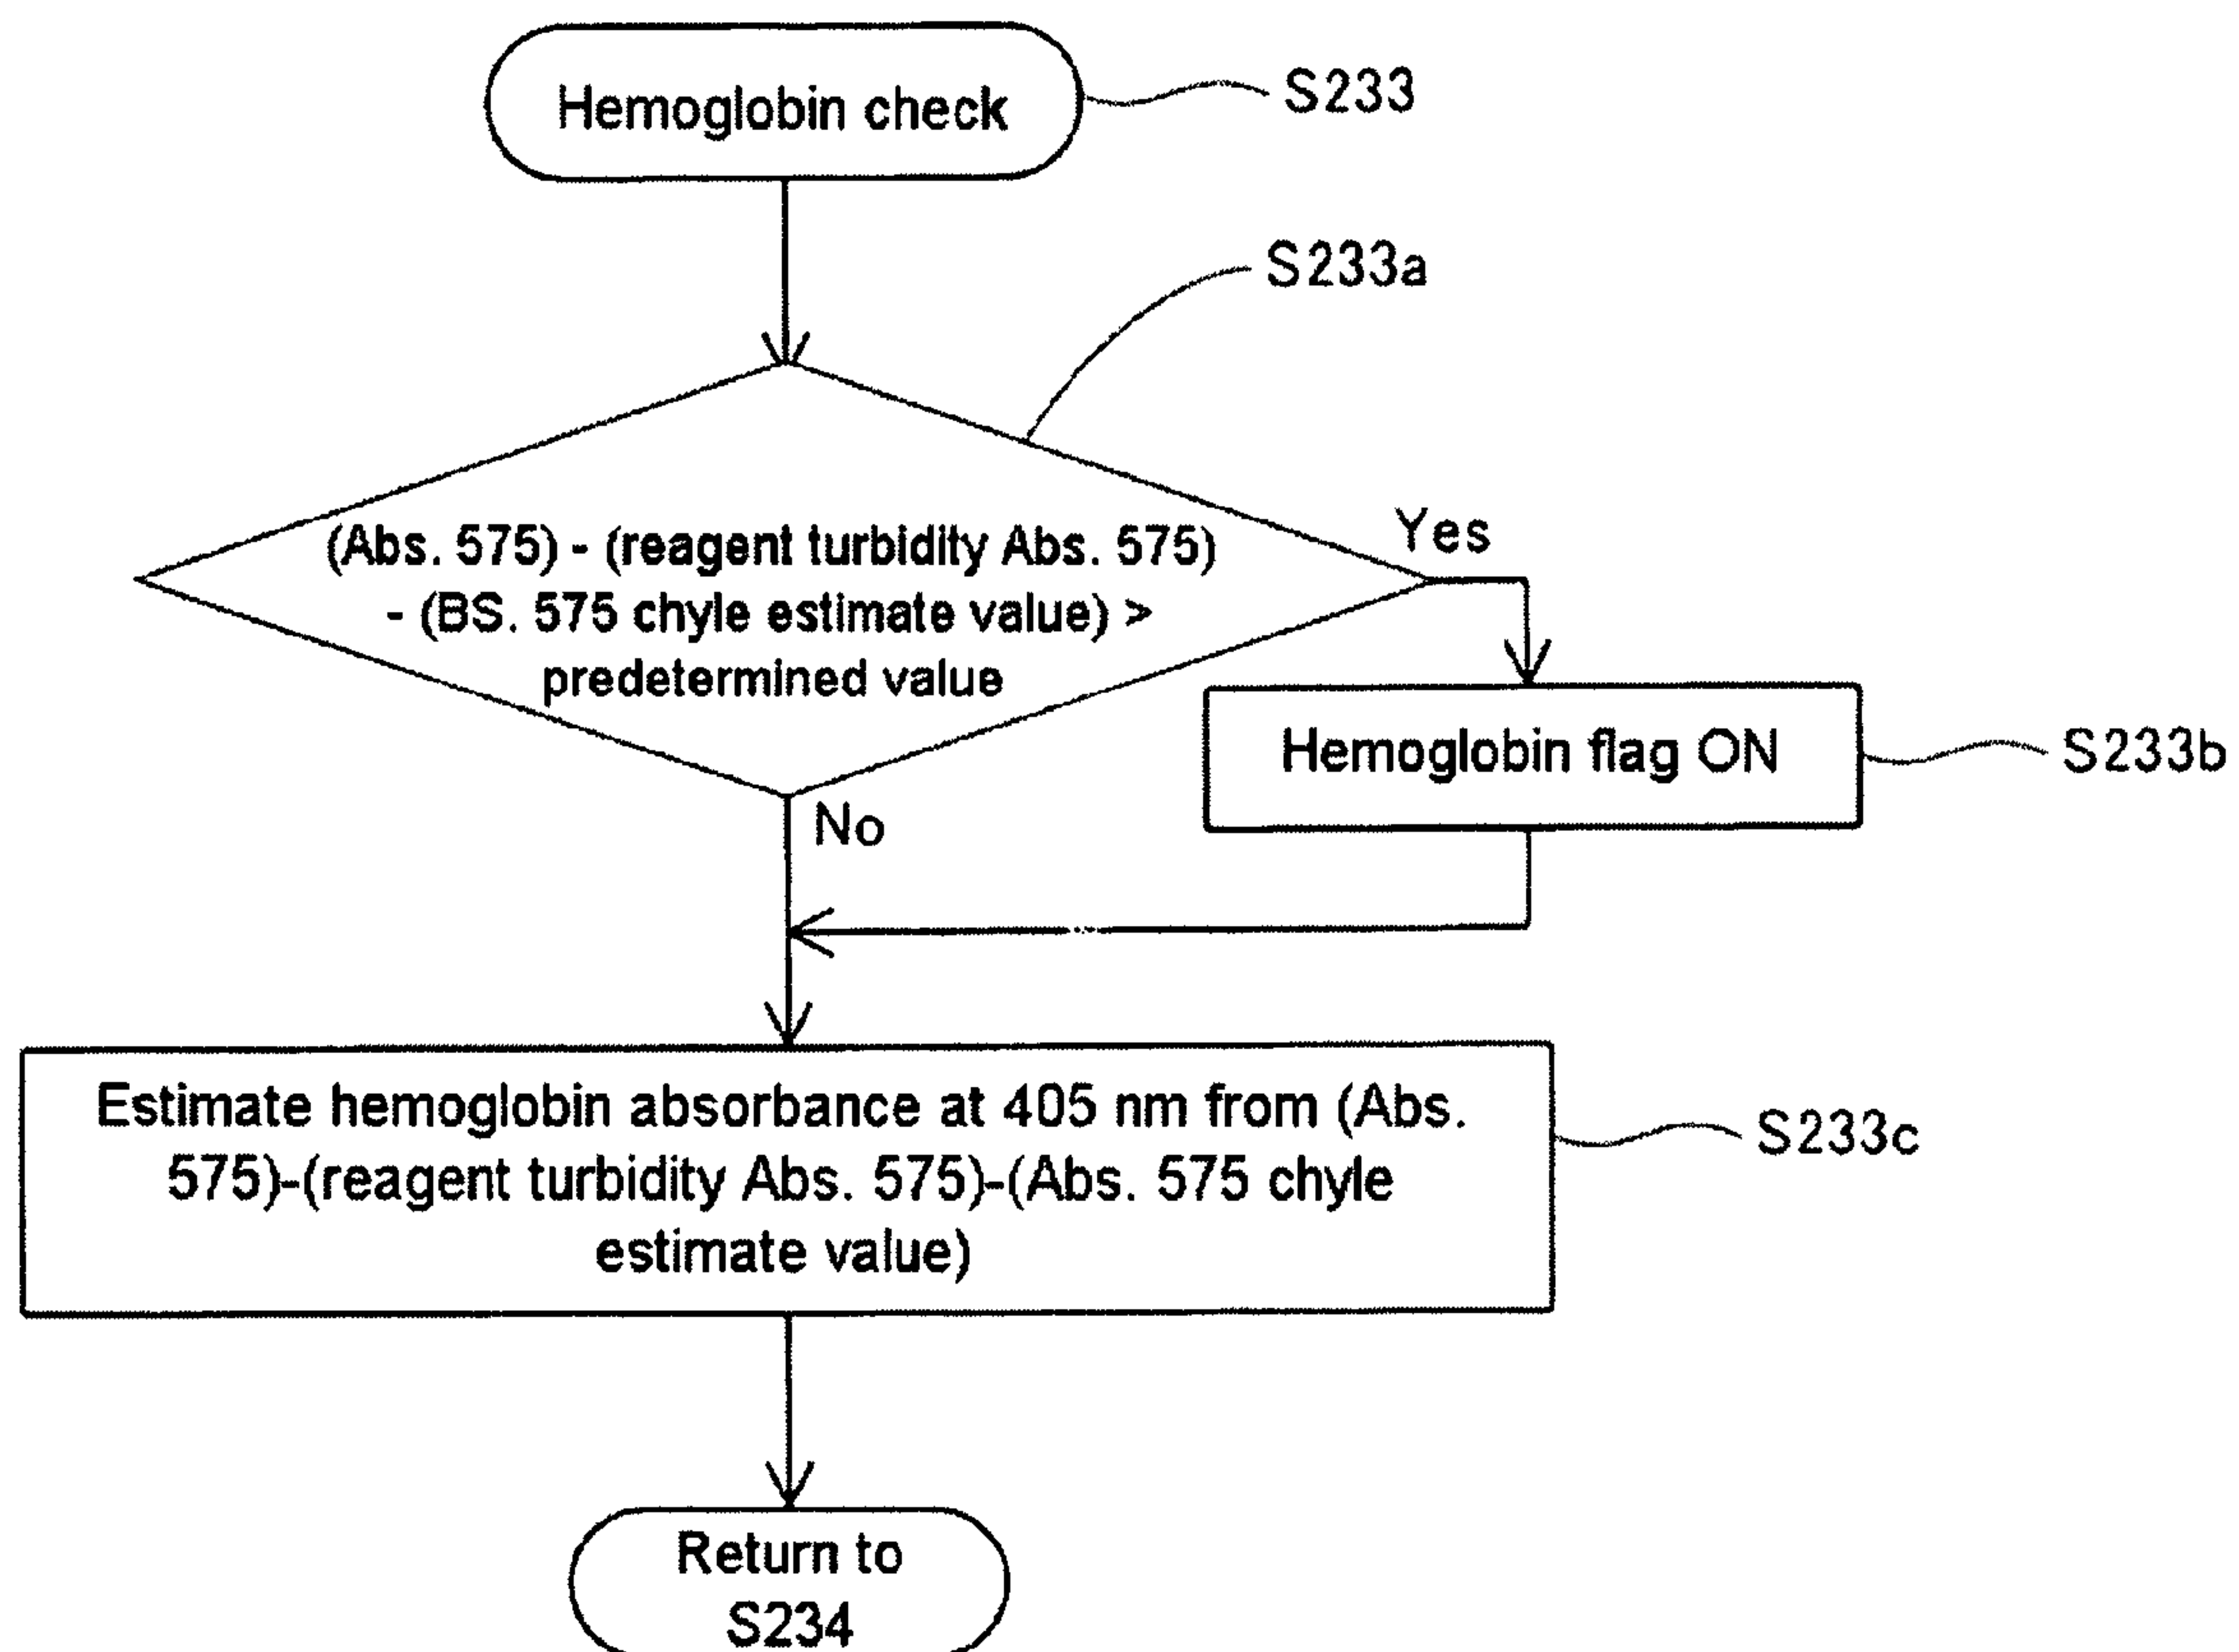 Hemoglobin check
S233
S233a
(Abs. 575) - (reagent turbidity Abs. 575)
- (BS. 575 chyle estimate value) >
predetermined value
Yes
Hemoglobin flag ON
S233b
No
Estimate hemoglobin absorbance at 405 nm from (Abs.
575)-(reagent turbidity Abs. 575)-(Abs. 575 chyle
estimate value)
S233c
Return to
S234